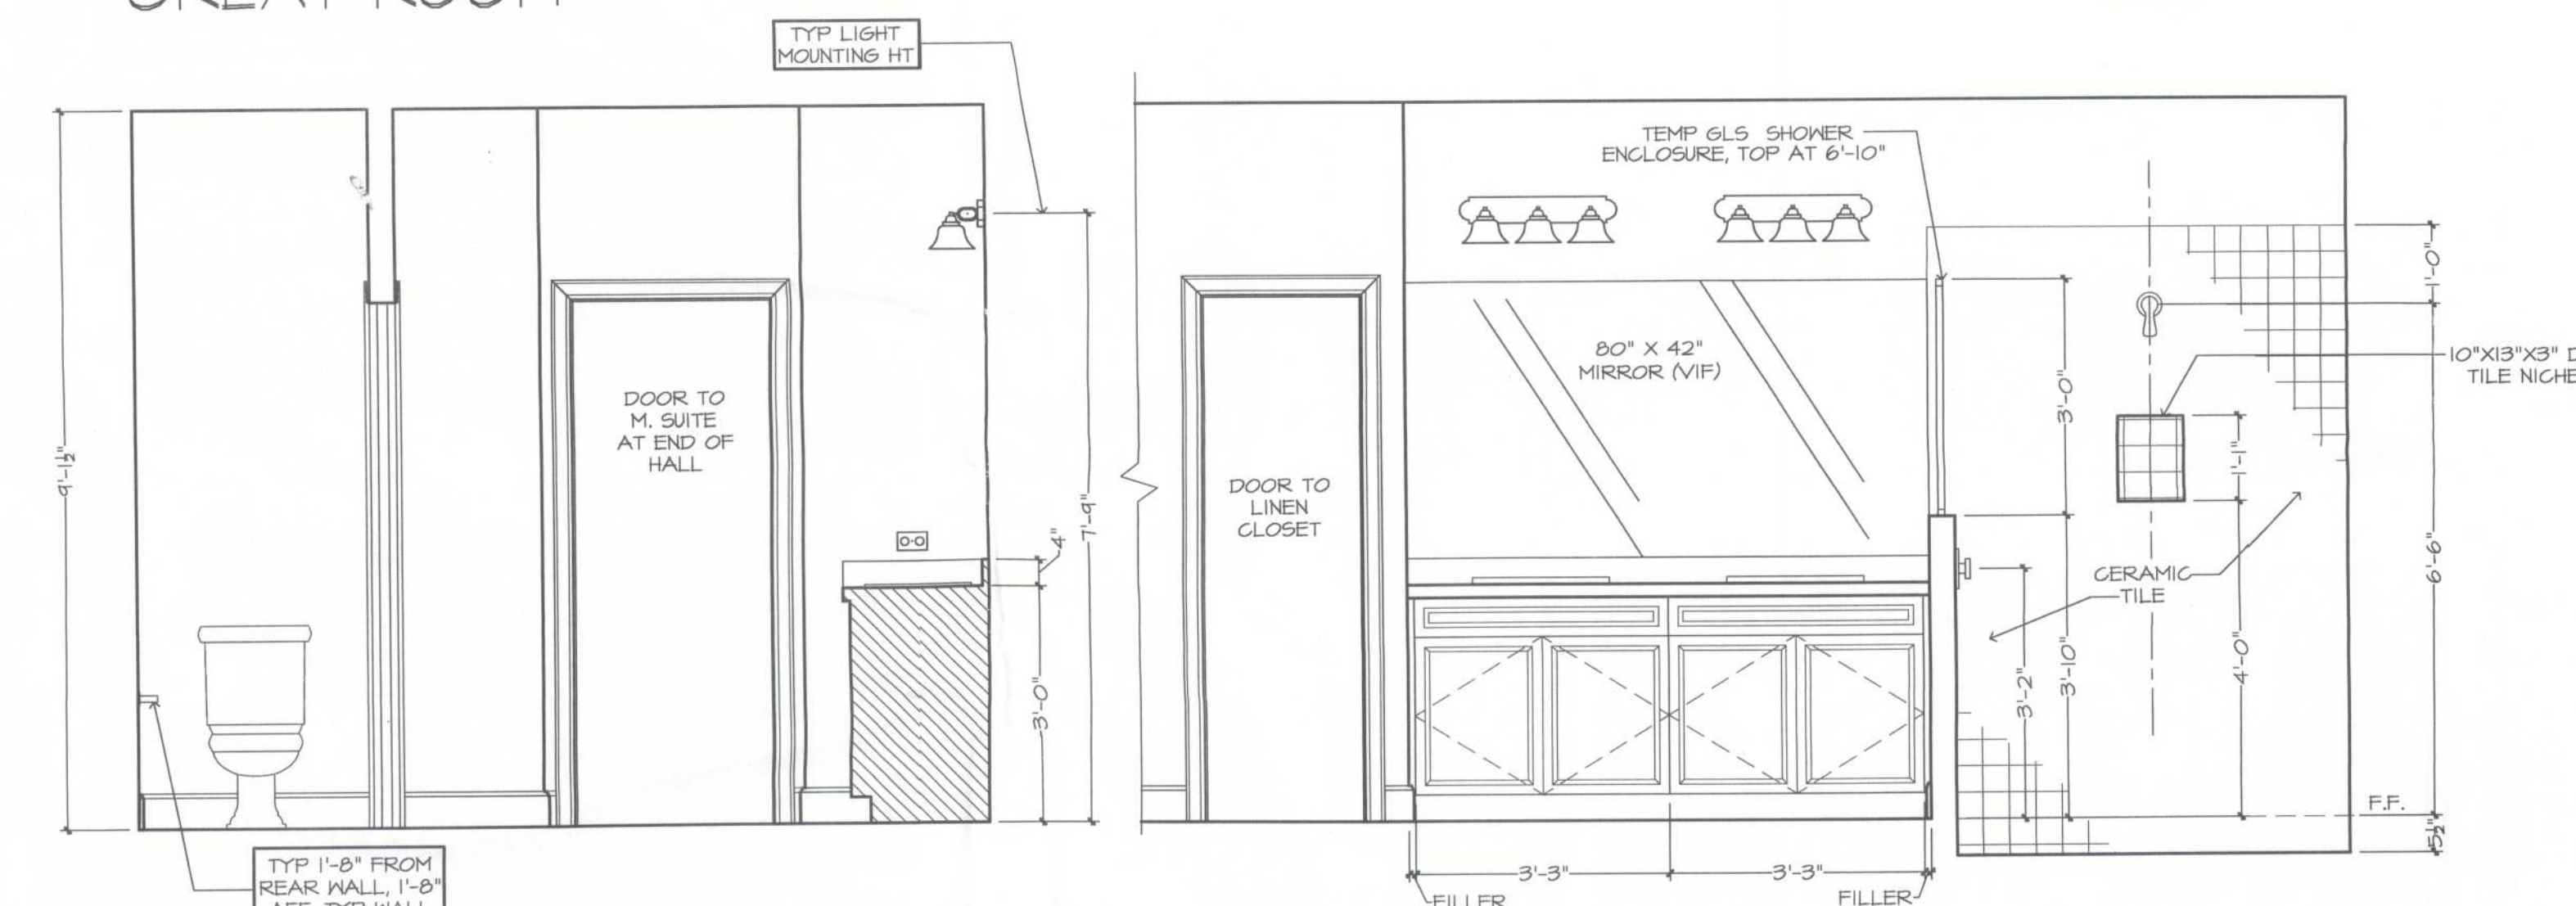 GREAT ROOM
TYP LIGHT
MOUNTING HT
9'-1½"
DOOR TO
M. SUITE
AT END OF
HALL
4"
7'-9"
3'-0"
TYP 1'-8" FROM
REAR WALL, 1'-8"
TEMP GLS SHOWER
ENCLOSURE, TOP AT 6'-10"
80" X 42"
MIRROR (VIF)
DOOR TO
LINEN
CLOSET
3'-0"
1'-0"
10"X13"X3" D
TILE NICHE
1'-1"
6'-6"
CERAMIC
TILE
3'-2"
3'-10"
4'-0"
F.F.
5½"
3'-3"
3'-3"
FILLER
FILLER